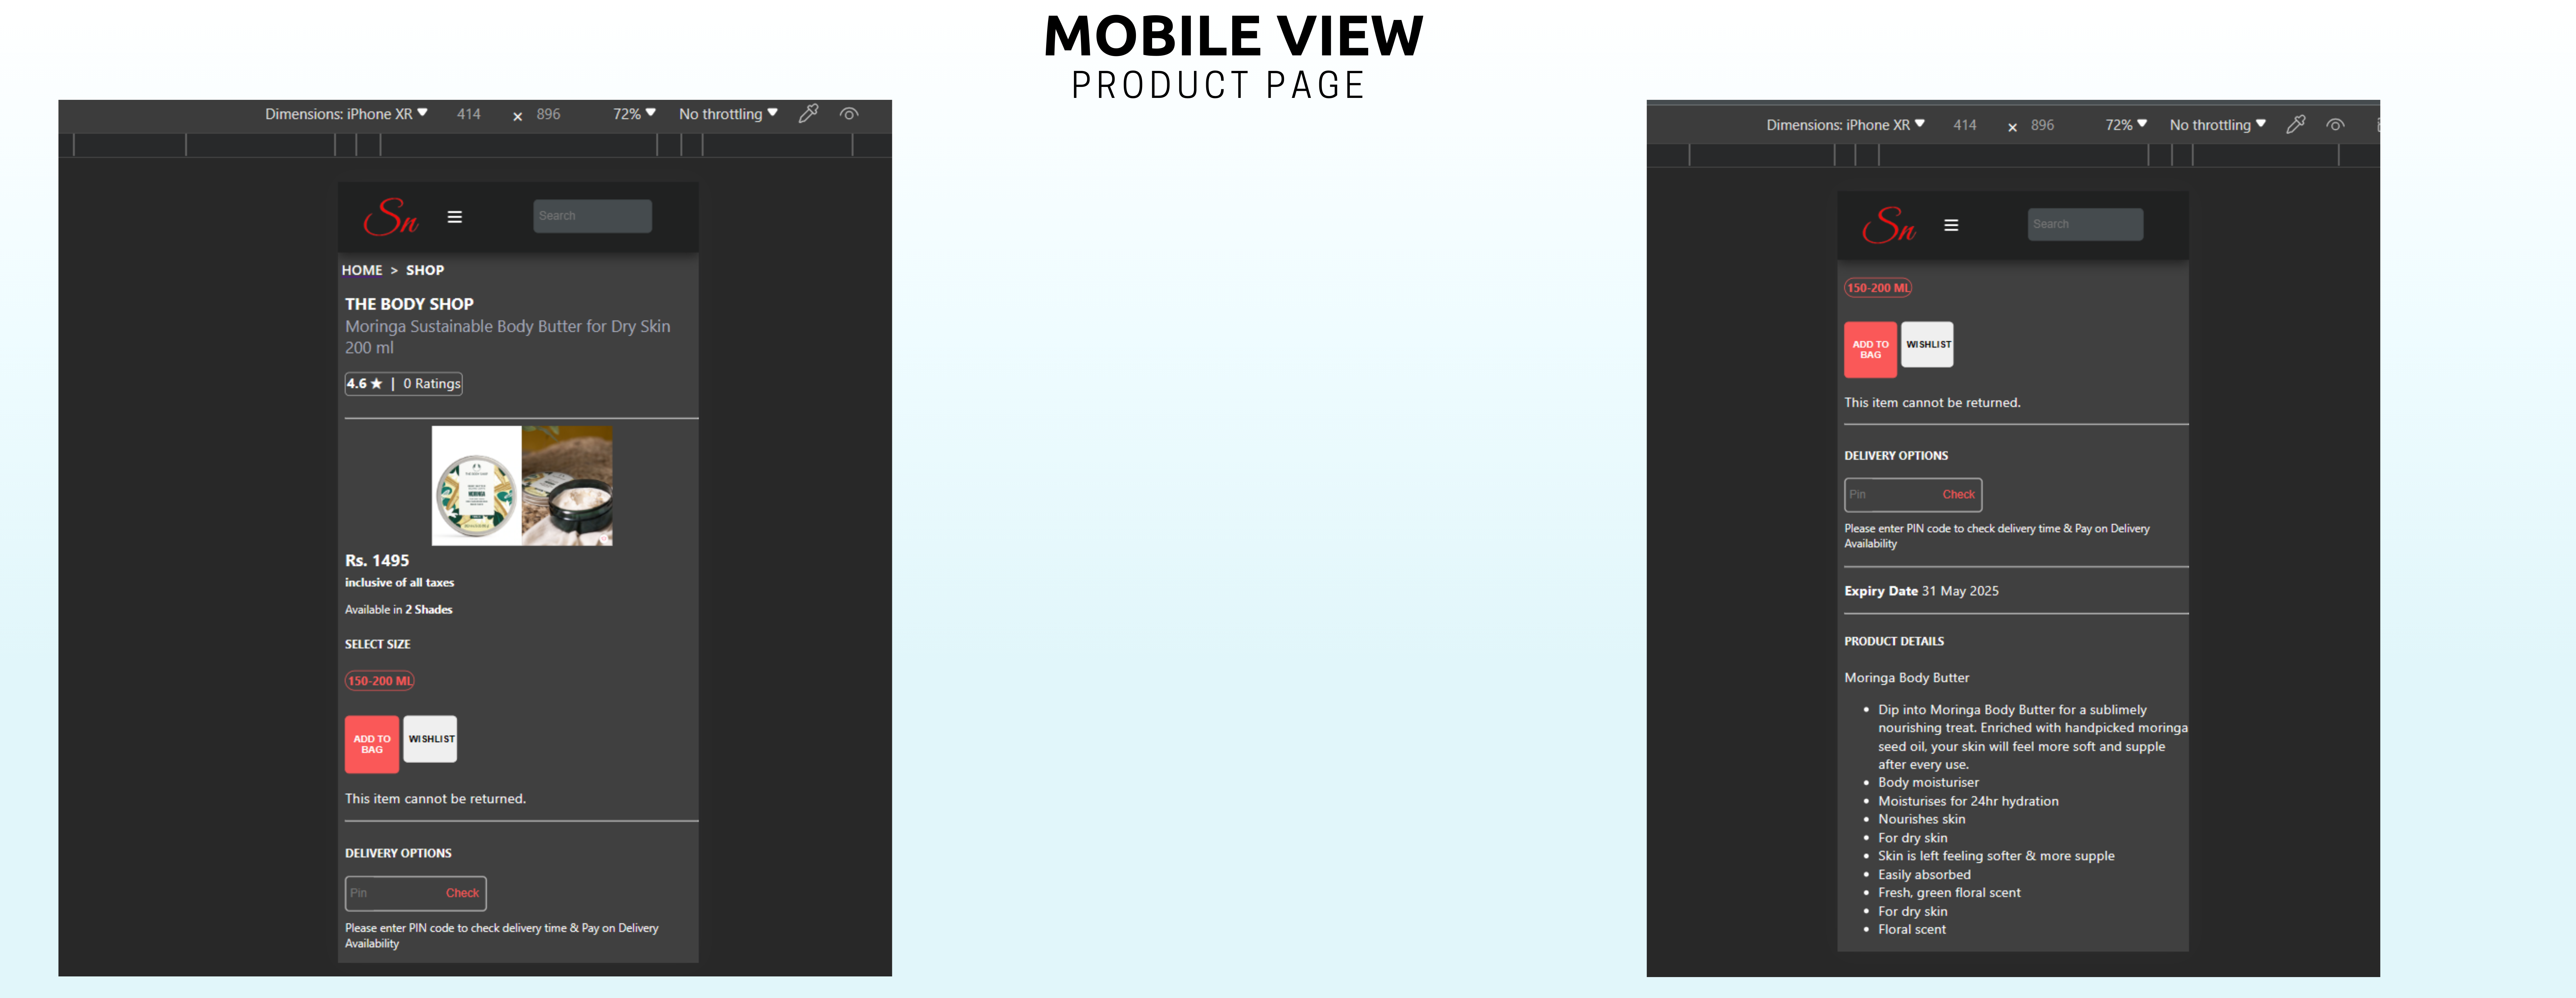 MOBILE VIEW
PRODUCT PAGE
Dimensions: iPhone XR 414 × 896 72% No throttling
Sn
Search
HOME > SHOP
THE BODY SHOP
Moringa Sustainable Body Butter for Dry Skin
200 ml
4.6 ★ | 0 Ratings
MORINGA
Rs. 1495
inclusive of all taxes
Available in 2 Shades
SELECT SIZE
150-200 ML
ADD TO
BAG
WISHLIST
This item cannot be returned.
DELIVERY OPTIONS
Pin Check
Please enter PIN code to check delivery time & Pay on Delivery
Availability
Dimensions: iPhone XR 414 × 896 72% No throttling
Sn
Search
150-200 ML
ADD TO
BAG
WISHLIST
This item cannot be returned.
DELIVERY OPTIONS
Pin Check
Please enter PIN code to check delivery time & Pay on Delivery
Availability
Expiry Date 31 May 2025
PRODUCT DETAILS
Moringa Body Butter
• Dip into Moringa Body Butter for a sublimely
nourishing treat. Enriched with handpicked moringa
seed oil, your skin will feel more soft and supple
after every use.
• Body moisturiser
• Moisturises for 24hr hydration
• Nourishes skin
• For dry skin
• Skin is left feeling softer & more supple
• Easily absorbed
• Fresh, green floral scent
• For dry skin
• Floral scent